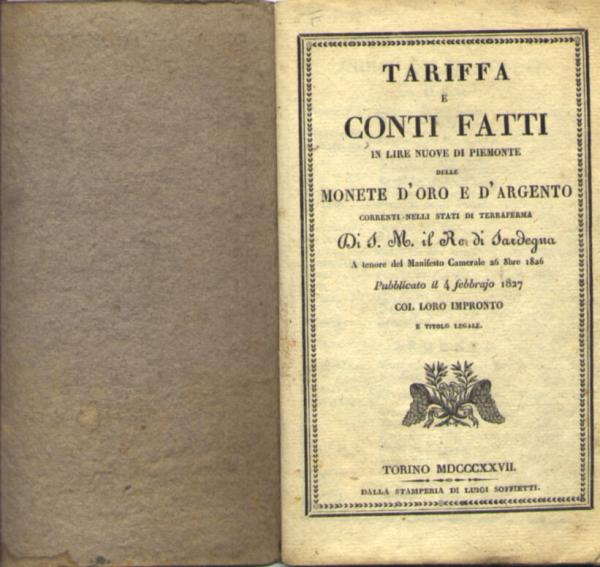 TARIFFA
E
CONTI FATTI
IN LIRE NUOVE DI PIEMONTE
DELLE
MONETE D'ORO E D'ARGENTO
CORRENTI NELLI STATI DI TERRAFERMA
Di S. M. il Re di Sardegna
A tenore del Manifesto Camerale 26 8bre 1826
Pubblicato il 4 febbrajo 1827
COL LORO IMPRONTO
E TITOLO LEGALE.
TORINO MDCCCXXVII.
DALLA STAMPERIA DI LUIGI SOFFIETTI.